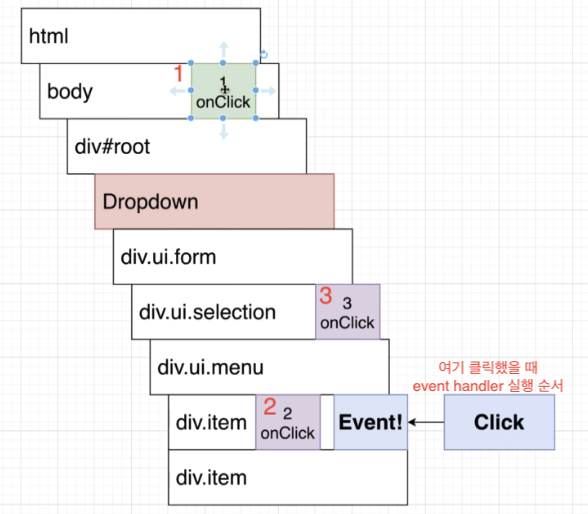 html
1
body
1
onClick
div#root
Dropdown
div.ui.form
div.ui.selection
3
3
onClick
div.ui.menu
여기 클릭했을 때
event handler 실행 순서
div.item
2
2
onClick
Event!
Click
div.item